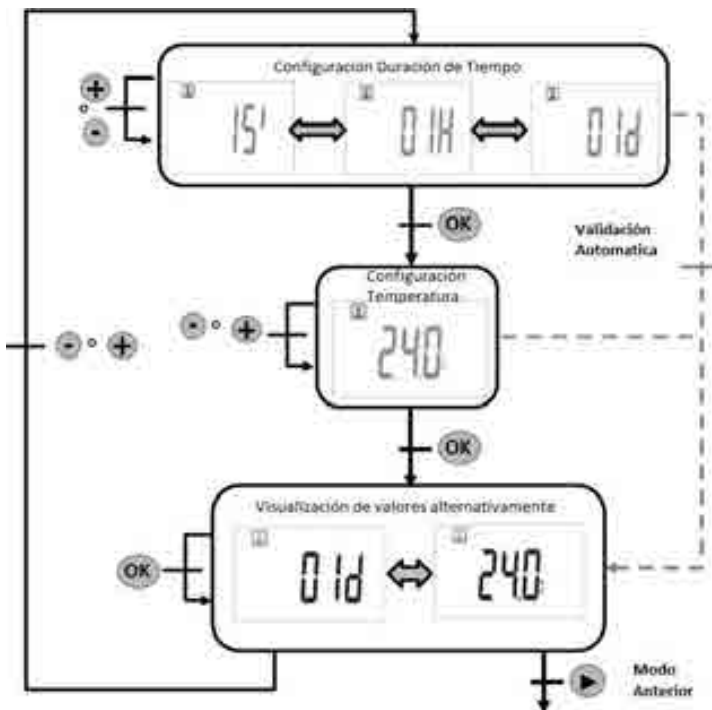 Configuración Duración de Tiempo
+
o
-
15'
01H
01d
OK
Validación
Automatica
Configuración
Temperatura
- o +
- o +
24.0
OK
Visualización de valores alternativamente
OK
01d
24.0
Modo
Anterior